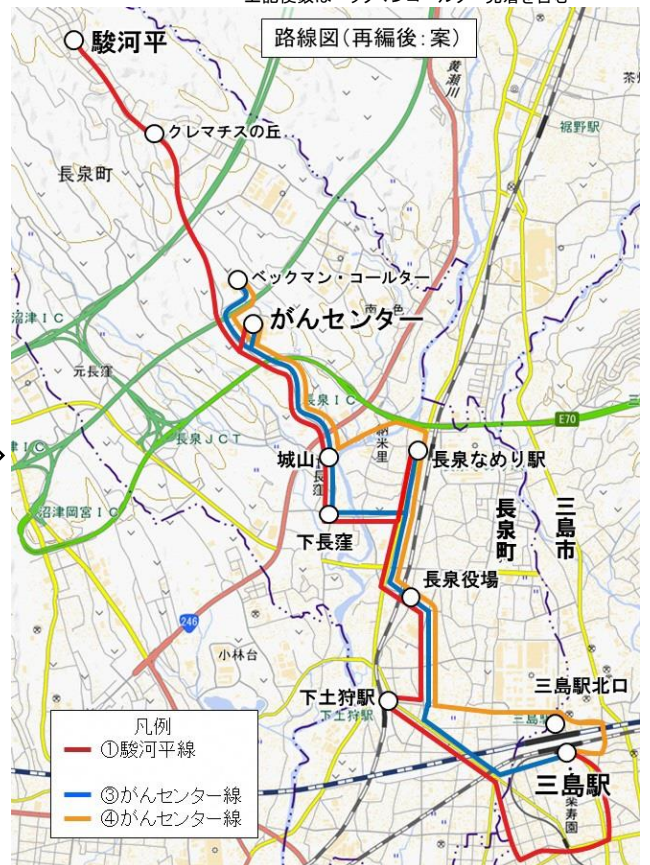 路線図(再編後:案)
駿河平
黄瀬川
裾野駅
クレマチスの丘
長泉町
ベックマン・コールター
沼津IC
がんセンター
元長窪
長泉IC
長泉JCT
E70
納米里
城山
長泉なめり駅
沼津岡宮IC
下長窪
長泉町
三島市
長泉役場
246
小林台
三島駅北口
下土狩駅
下土狩駅
三島駅
楽寿園
凡例
①駿河平線
③がんセンター線
④がんセンター線